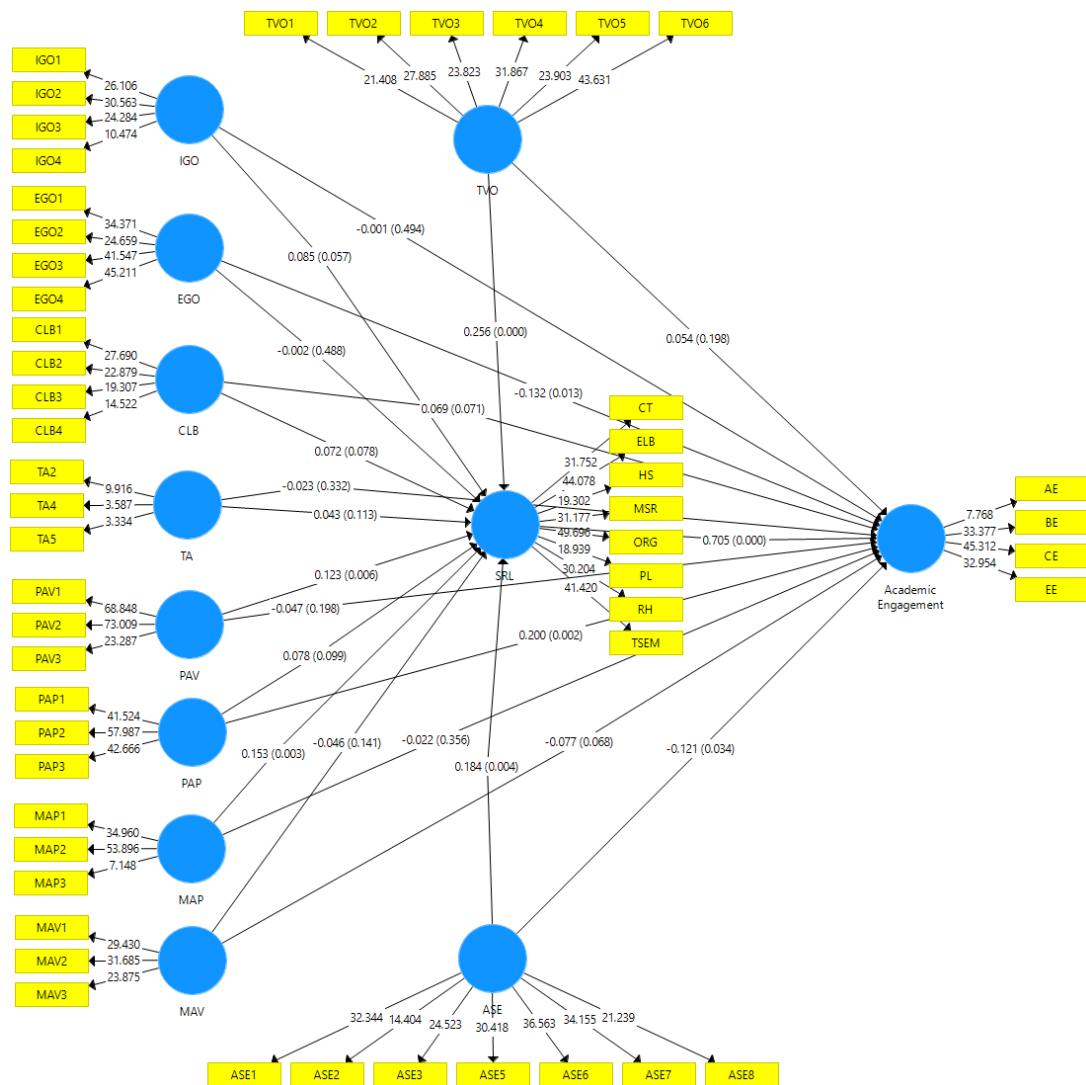 TVO1 TVO2 TVO3 TVO4 TVO5 TVO6
21.408 27.885 23.823 31.867 23.903 43.631
TVO
IGO1
IGO2
IGO3
IGO4
26.106
30.563
24.284
10.474
IGO
EGO1
EGO2
EGO3
EGO4
34.371
24.659
41.547
45.211
EGO
CLB1
CLB2
CLB3
CLB4
27.690
22.879
19.307
14.522
CLB
TA2
TA4
TA5
9.916
3.587
3.334
TA
PAV1
PAV2
PAV3
68.848
73.009
23.287
PAV
PAP1
PAP2
PAP3
41.524
57.987
42.666
PAP
MAP1
MAP2
MAP3
34.960
53.896
7.148
MAP
MAV1
MAV2
MAV3
29.430
31.685
23.875
MAV
-0.001 (0.494)
0.085 (0.057)
0.256 (0.000)
0.054 (0.198)
-0.002 (0.488)
-0.132 (0.013)
0.069 (0.071)
0.072 (0.078)
-0.023 (0.332)
0.043 (0.113)
0.705 (0.000)
0.123 (0.006)
-0.047 (0.198)
0.200 (0.002)
0.078 (0.099)
0.153 (0.003)
-0.046 (0.141)
-0.022 (0.356)
-0.077 (0.068)
0.184 (0.004)
-0.121 (0.034)
CT
ELB
HS
MSR
ORG
PL
RH
TSEM
31.752
44.078
19.302
31.177
49.696
18.939
30.204
41.420
SRL
AE
BE
CE
EE
7.768
33.377
45.312
32.954
Academic
Engagement
ASE
32.344 14.404 24.523 30.418 36.563 34.155 21.239
ASE1 ASE2 ASE3 ASE5 ASE6 ASE7 ASE8